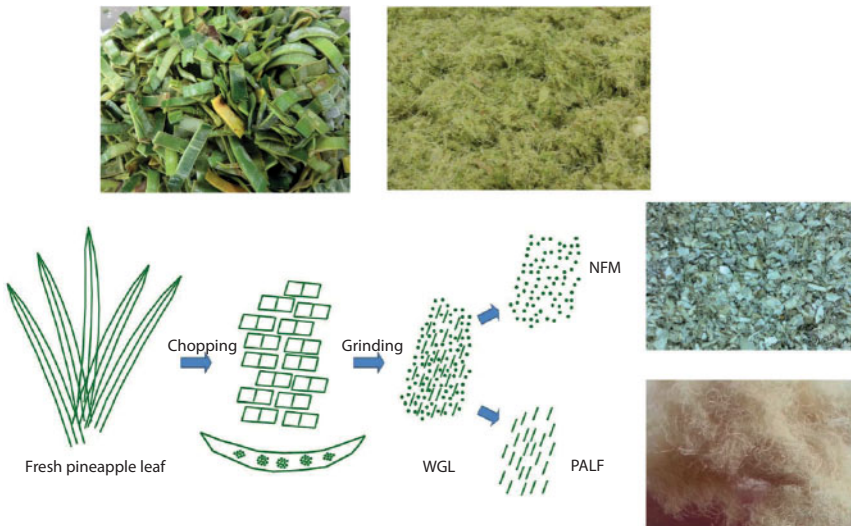 NFM
Chopping
Grinding
Fresh pineapple leaf
WGL
PALF